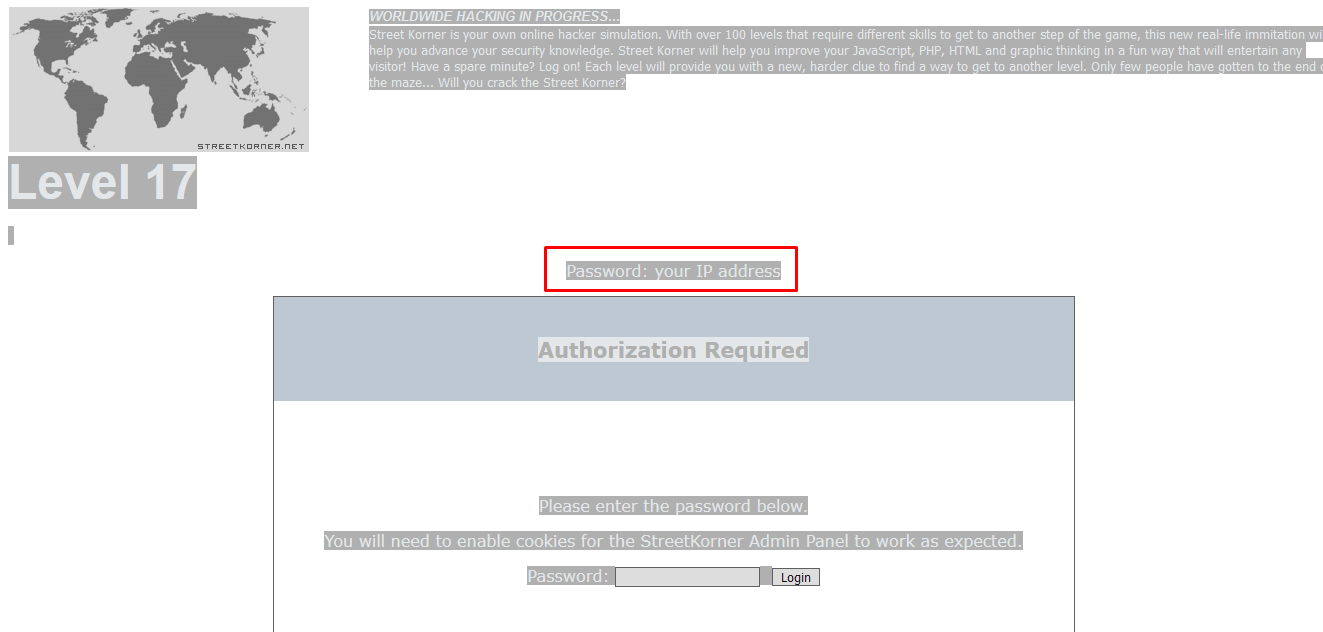 WORLDWIDE HACKING IN PROGRESS...
Street Korner is your own online hacker simulation. With over 100 levels that require different skills to get to another step of the game, this new real-life immitation
help you advance your security knowledge. Street Korner will help you improve your JavaScript, PHP, HTML and graphic thinking in a fun way that will entertain any
visitor! Have a spare minute? Log on! Each level will provide you with a new, harder clue to find a way to get to another level. Only few people have gotten to the end
the maze... Will you crack the Street Korner?
STREETKORNER.NET
Level 17
Password: your IP address
Authorization Required
Please enter the password below.
You will need to enable cookies for the StreetKorner Admin Panel to work as expected.
Password: Login